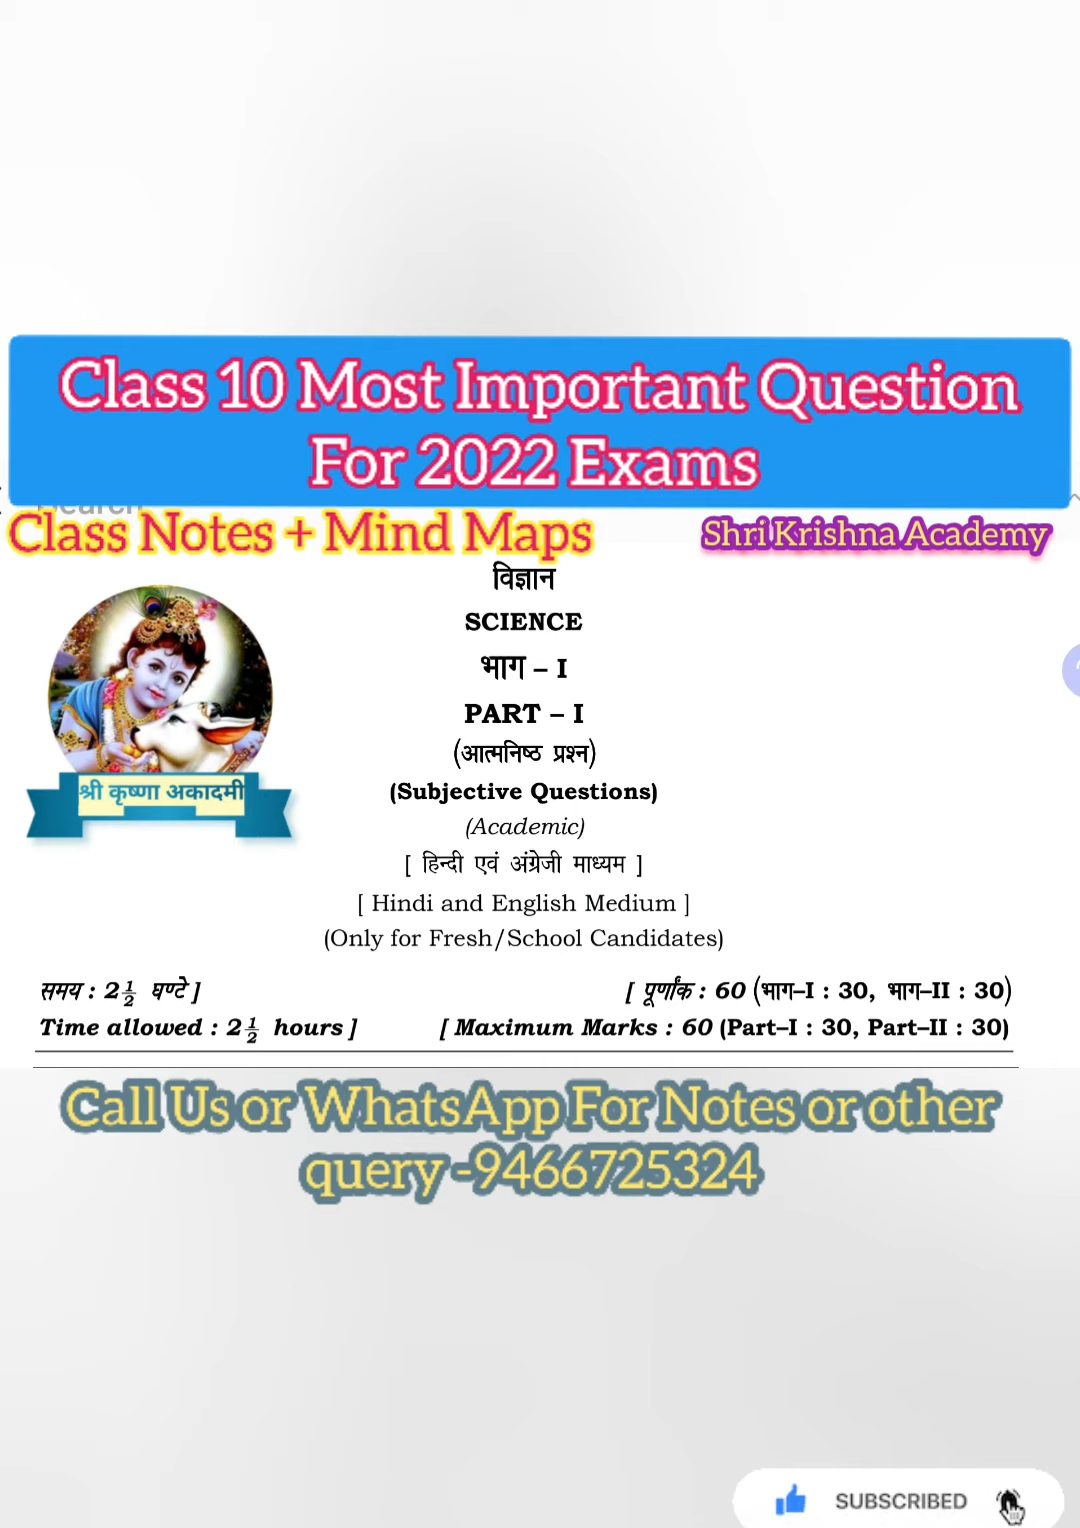 Class 10 Most Important Question
For 2022 Exams
Search
Class Notes + Mind Maps
Shri Krishna Academy
विज्ञान
SCIENCE
भाग – I
PART – I
(आत्मनिष्ठ प्रश्न)
श्री कृष्णा अकादमी
(Subjective Questions)
(Academic)
[ हिन्दी एवं अंग्रेजी माध्यम ]
[ Hindi and English Medium ]
(Only for Fresh/School Candidates)
समय : 2½ घण्टे ] [ पूर्णांक : 60 (भाग–I : 30, भाग–II : 30)
Time allowed : 2½ hours ] [ Maximum Marks : 60 (Part–I : 30, Part–II : 30)
Call Us or WhatsApp For Notes or other
query -9466725324
SUBSCRIBED